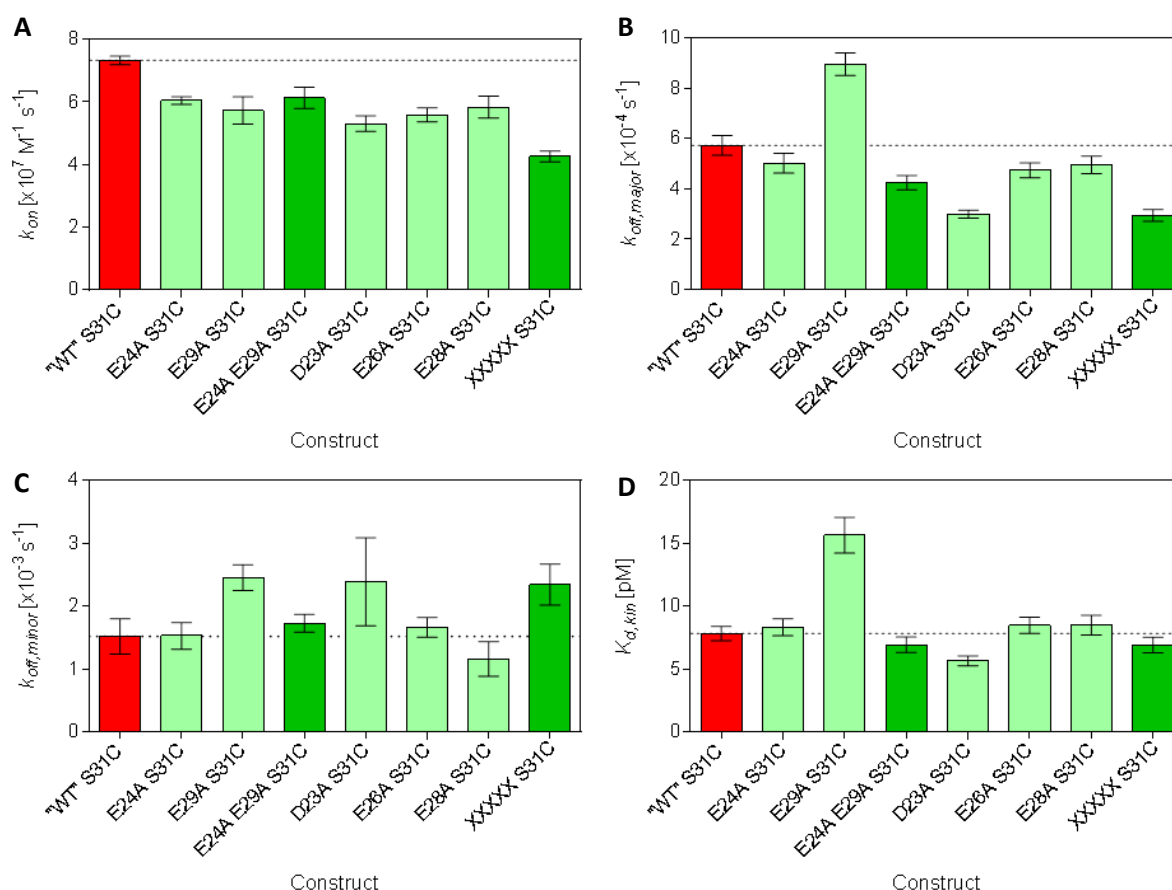 A
k_on [x10^7 M^-1 s^-1]
8
6
4
2
0
"WT" S31C
E24A S31C
E29A S31C
E24A E29A S31C
D23A S31C
E26A S31C
E28A S31C
XXXXX S31C
Construct
B
k_off,major [x10^-4 s^-1]
10
8
6
4
2
0
"WT" S31C
E24A S31C
E29A S31C
E24A E29A S31C
D23A S31C
E26A S31C
E28A S31C
XXXXX S31C
Construct
C
k_off,minor [x10^-3 s^-1]
4
3
2
1
0
"WT" S31C
E24A S31C
E29A S31C
E24A E29A S31C
D23A S31C
E26A S31C
E28A S31C
XXXXX S31C
Construct
D
K_d,kin [pM]
20
15
10
5
0
"WT" S31C
E24A S31C
E29A S31C
E24A E29A S31C
D23A S31C
E26A S31C
E28A S31C
XXXXX S31C
Construct